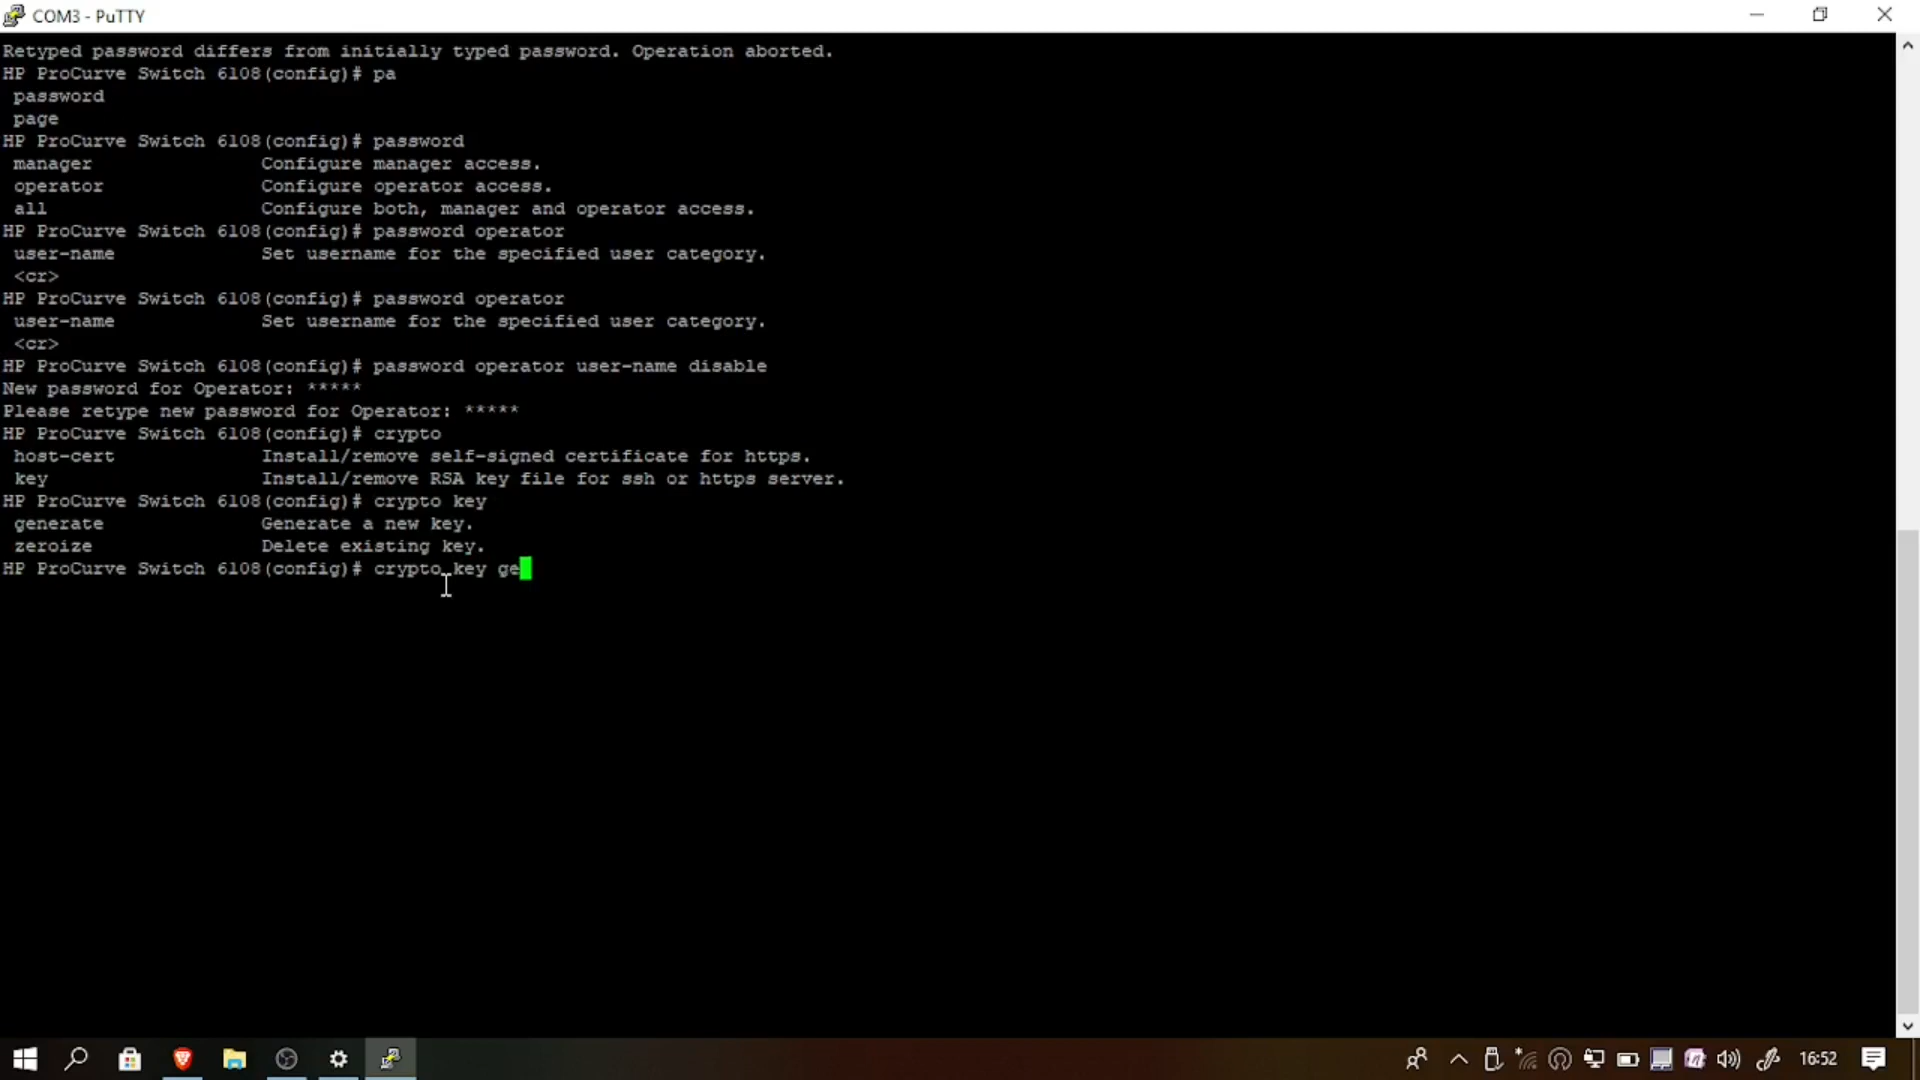 COM3 - PuTTY
Retyped password differs from initially typed password. Operation aborted.
HP ProCurve Switch 6108(config)# pa
password
page
HP ProCurve Switch 6108(config)# password
manager Configure manager access.
operator Configure operator access.
all Configure both, manager and operator access.
HP ProCurve Switch 6108(config)# password operator
user-name Set username for the specified user category.
<cr>
HP ProCurve Switch 6108(config)# password operator
user-name Set username for the specified user category.
<cr>
HP ProCurve Switch 6108(config)# password operator user-name disable
New password for Operator: *****
Please retype new password for Operator: *****
HP ProCurve Switch 6108(config)# crypto
host-cert Install/remove self-signed certificate for https.
key Install/remove RSA key file for ssh or https server.
HP ProCurve Switch 6108(config)# crypto key
generate Generate a new key.
zeroize Delete existing key.
HP ProCurve Switch 6108(config)# crypto key ge
16:52